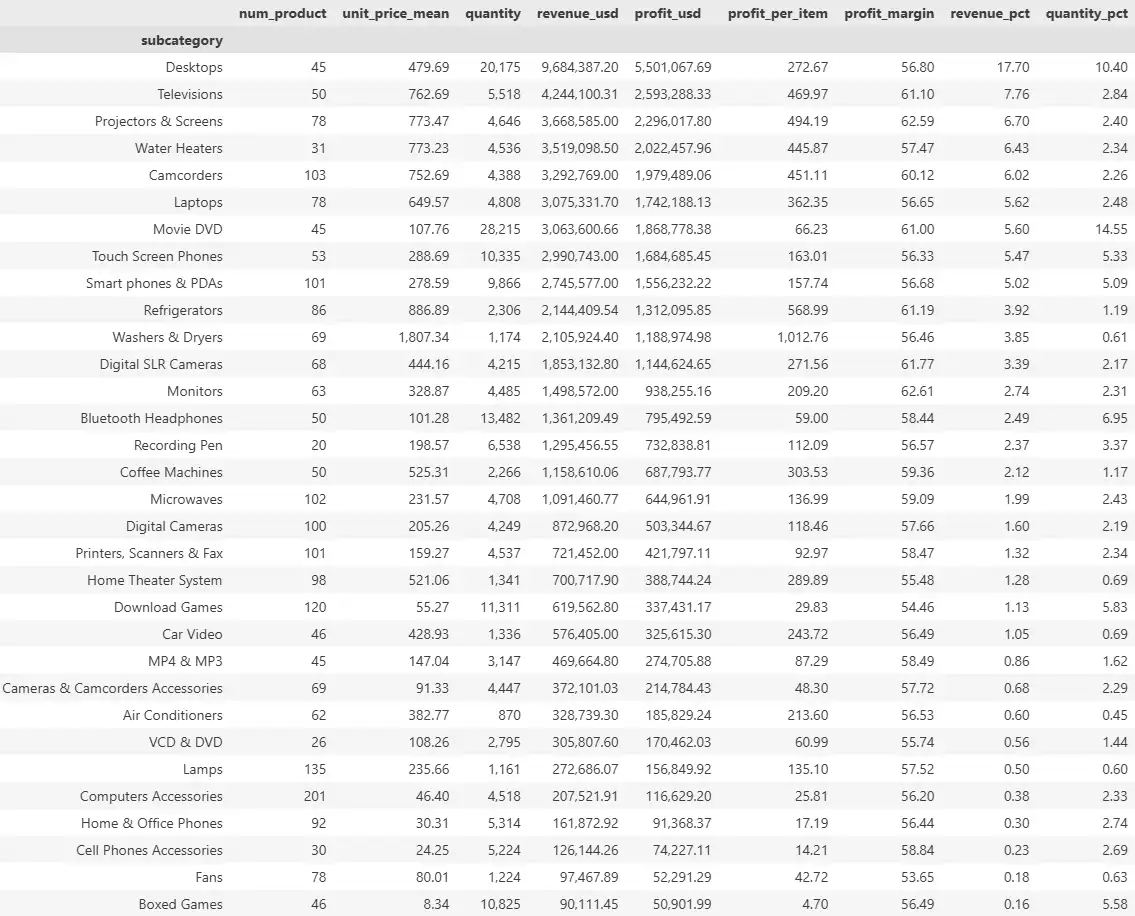 num_product unit_price_mean quantity revenue_usd profit_usd profit_per_item profit_margin revenue_pct quantity_pct
subcategory
Desktops 45 479.69 20,175 9,684,387.20 5,501,067.69 272.67 56.80 17.70 10.40
Televisions 50 762.69 5,518 4,244,100.31 2,593,288.33 469.97 61.10 7.76 2.84
Projectors & Screens 78 773.47 4,646 3,668,585.00 2,296,017.80 494.19 62.59 6.70 2.40
Water Heaters 31 773.23 4,536 3,519,098.50 2,022,457.96 445.87 57.47 6.43 2.34
Camcorders 103 752.69 4,388 3,292,769.00 1,979,489.06 451.11 60.12 6.02 2.26
Laptops 78 649.57 4,808 3,075,331.70 1,742,188.13 362.35 56.65 5.62 2.48
Movie DVD 45 107.76 28,215 3,063,600.66 1,868,778.38 66.23 61.00 5.60 14.55
Touch Screen Phones 53 288.69 10,335 2,990,743.00 1,684,685.45 163.01 56.33 5.47 5.33
Smart phones & PDAs 101 278.59 9,866 2,745,577.00 1,556,232.22 157.74 56.68 5.02 5.09
Refrigerators 86 886.89 2,306 2,144,409.54 1,312,095.85 568.99 61.19 3.92 1.19
Washers & Dryers 69 1,807.34 1,174 2,105,924.40 1,188,974.98 1,012.76 56.46 3.85 0.61
Digital SLR Cameras 68 444.16 4,215 1,853,132.80 1,144,624.65 271.56 61.77 3.39 2.17
Monitors 63 328.87 4,485 1,498,572.00 938,255.16 209.20 62.61 2.74 2.31
Bluetooth Headphones 50 101.28 13,482 1,361,209.49 795,492.59 59.00 58.44 2.49 6.95
Recording Pen 20 198.57 6,538 1,295,456.55 732,838.81 112.09 56.57 2.37 3.37
Coffee Machines 50 525.31 2,266 1,158,610.06 687,793.77 303.53 59.36 2.12 1.17
Microwaves 102 231.57 4,708 1,091,460.77 644,961.91 136.99 59.09 1.99 2.43
Digital Cameras 100 205.26 4,249 872,968.20 503,344.67 118.46 57.66 1.60 2.19
Printers, Scanners & Fax 101 159.27 4,537 721,452.00 421,797.11 92.97 58.47 1.32 2.34
Home Theater System 98 521.06 1,341 700,717.90 388,744.24 289.89 55.48 1.28 0.69
Download Games 120 55.27 11,311 619,562.80 337,431.17 29.83 54.46 1.13 5.83
Car Video 46 428.93 1,336 576,405.00 325,615.30 243.72 56.49 1.05 0.69
MP4 & MP3 45 147.04 3,147 469,664.80 274,705.88 87.29 58.49 0.86 1.62
Cameras & Camcorders Accessories 69 91.33 4,447 372,101.03 214,784.43 48.30 57.72 0.68 2.29
Air Conditioners 62 382.77 870 328,739.30 185,829.24 213.60 56.53 0.60 0.45
VCD & DVD 26 108.26 2,795 305,807.60 170,462.03 60.99 55.74 0.56 1.44
Lamps 135 235.66 1,161 272,686.07 156,849.92 135.10 57.52 0.50 0.60
Computers Accessories 201 46.40 4,518 207,521.91 116,629.20 25.81 56.20 0.38 2.33
Home & Office Phones 92 30.31 5,314 161,872.92 91,368.37 17.19 56.44 0.30 2.74
Cell Phones Accessories 30 24.25 5,224 126,144.26 74,227.11 14.21 58.84 0.23 2.69
Fans 78 80.01 1,224 97,467.89 52,291.29 42.72 53.65 0.18 0.63
Boxed Games 46 8.34 10,825 90,111.45 50,901.99 4.70 56.49 0.16 5.58